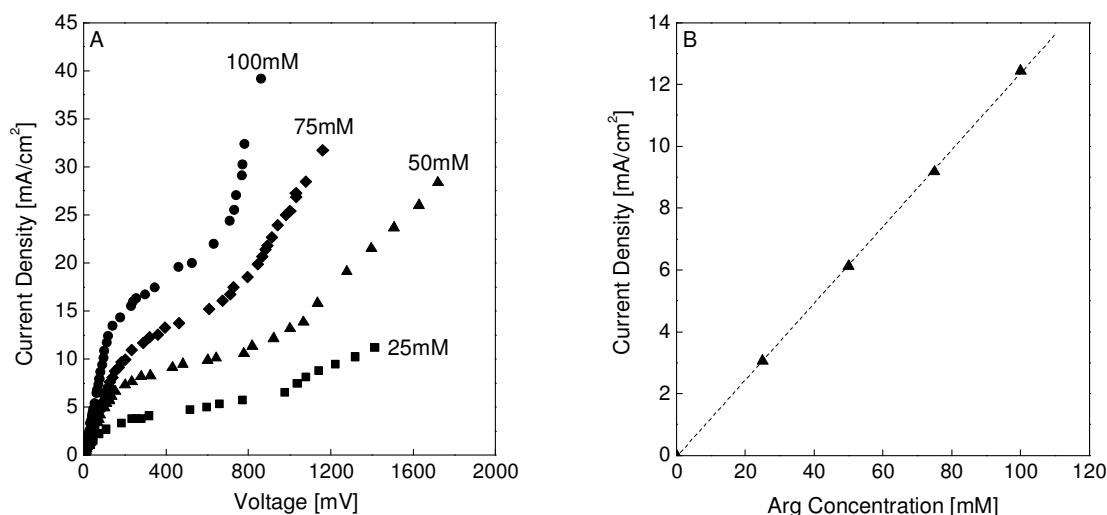 A
100mM
75mM
50mM
25mM
Current Density [mA/cm²]
45
40
35
30
25
20
15
10
5
0
0 400 800 1200 1600 2000
Voltage [mV]
B
Current Density [mA/cm²]
14
12
10
8
6
4
2
0
0 20 40 60 80 100 120
Arg Concentration [mM]